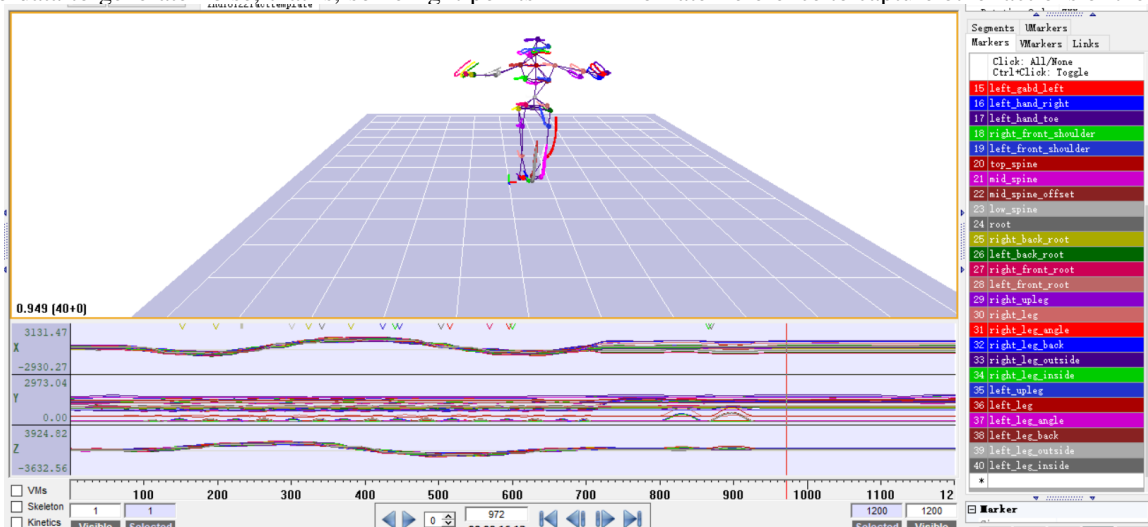 Segments UMarkers
Markers VMarkers Links
Click: All/None
Ctrl+Click: Toggle
15 left_gabd_left
16 left_hand_right
17 left_hand_toe
18 right_front_shoulder
19 left_front_shoulder
20 top_spine
21 mid_spine
22 mid_spine_offset
23 low_spine
24 root
25 right_back_root
26 left_back_root
27 right_front_root
28 left_front_root
29 right_upleg
30 right_leg
31 right_leg_angle
32 right_leg_back
33 right_leg_outside
34 right_leg_inside
35 left_upleg
36 left_leg
37 left_leg_angle
38 left_leg_back
39 left_leg_outside
40 left_leg_inside
*
Marker
0.949 (40+0)
3131.47
X
-2930.27
2973.04
Y
0.00
3924.82
Z
-3632.56
VMs
Skeleton
Kinetics
100 200 300 400 500 600 700 800 900 1000 1100 1200
1 1 0 972 1200 1200
Visible Selected Selected Visible